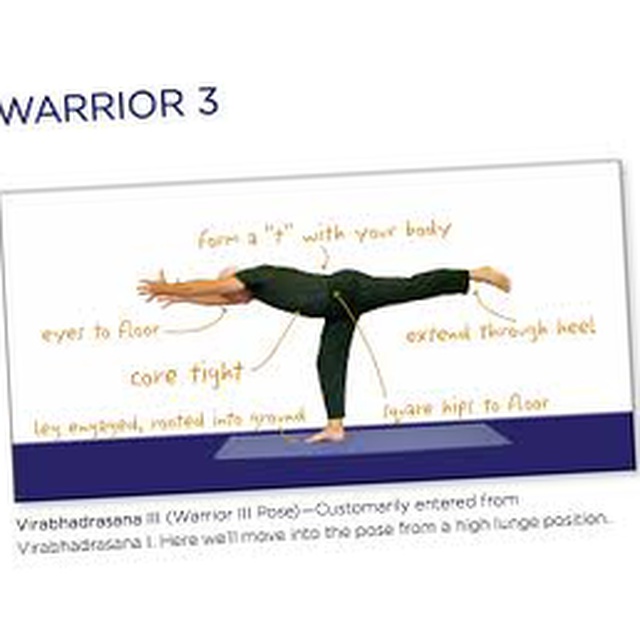 WARRIOR 3
form a "t" with your body
eyes to floor
extend through heel
core tight
square hips to floor
leg engaged, rooted into ground
Virabhadrasana III (Warrior III Pose)—Customarily entered from
Virabhadrasana I. Here we'll move into the pose from a high lunge position.